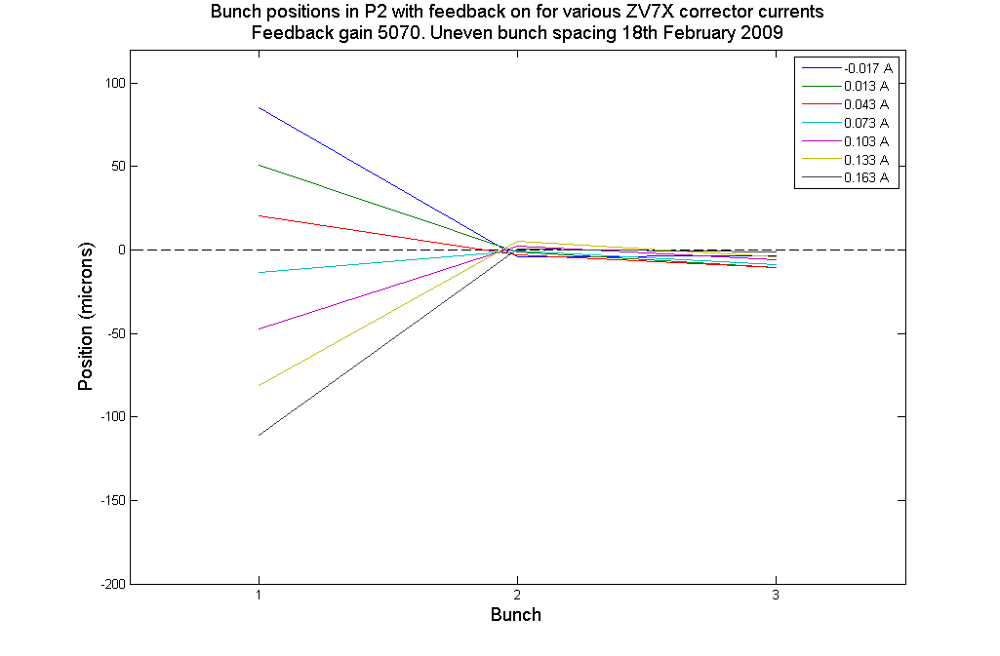 Bunch positions in P2 with feedback on for various ZV7X corrector currents
Feedback gain 5070. Uneven bunch spacing 18th February 2009
-0.017 A
0.013 A
0.043 A
0.073 A
0.103 A
0.133 A
0.163 A
100
50
0
-50
-100
-150
-200
Position (microns)
1
2
3
Bunch